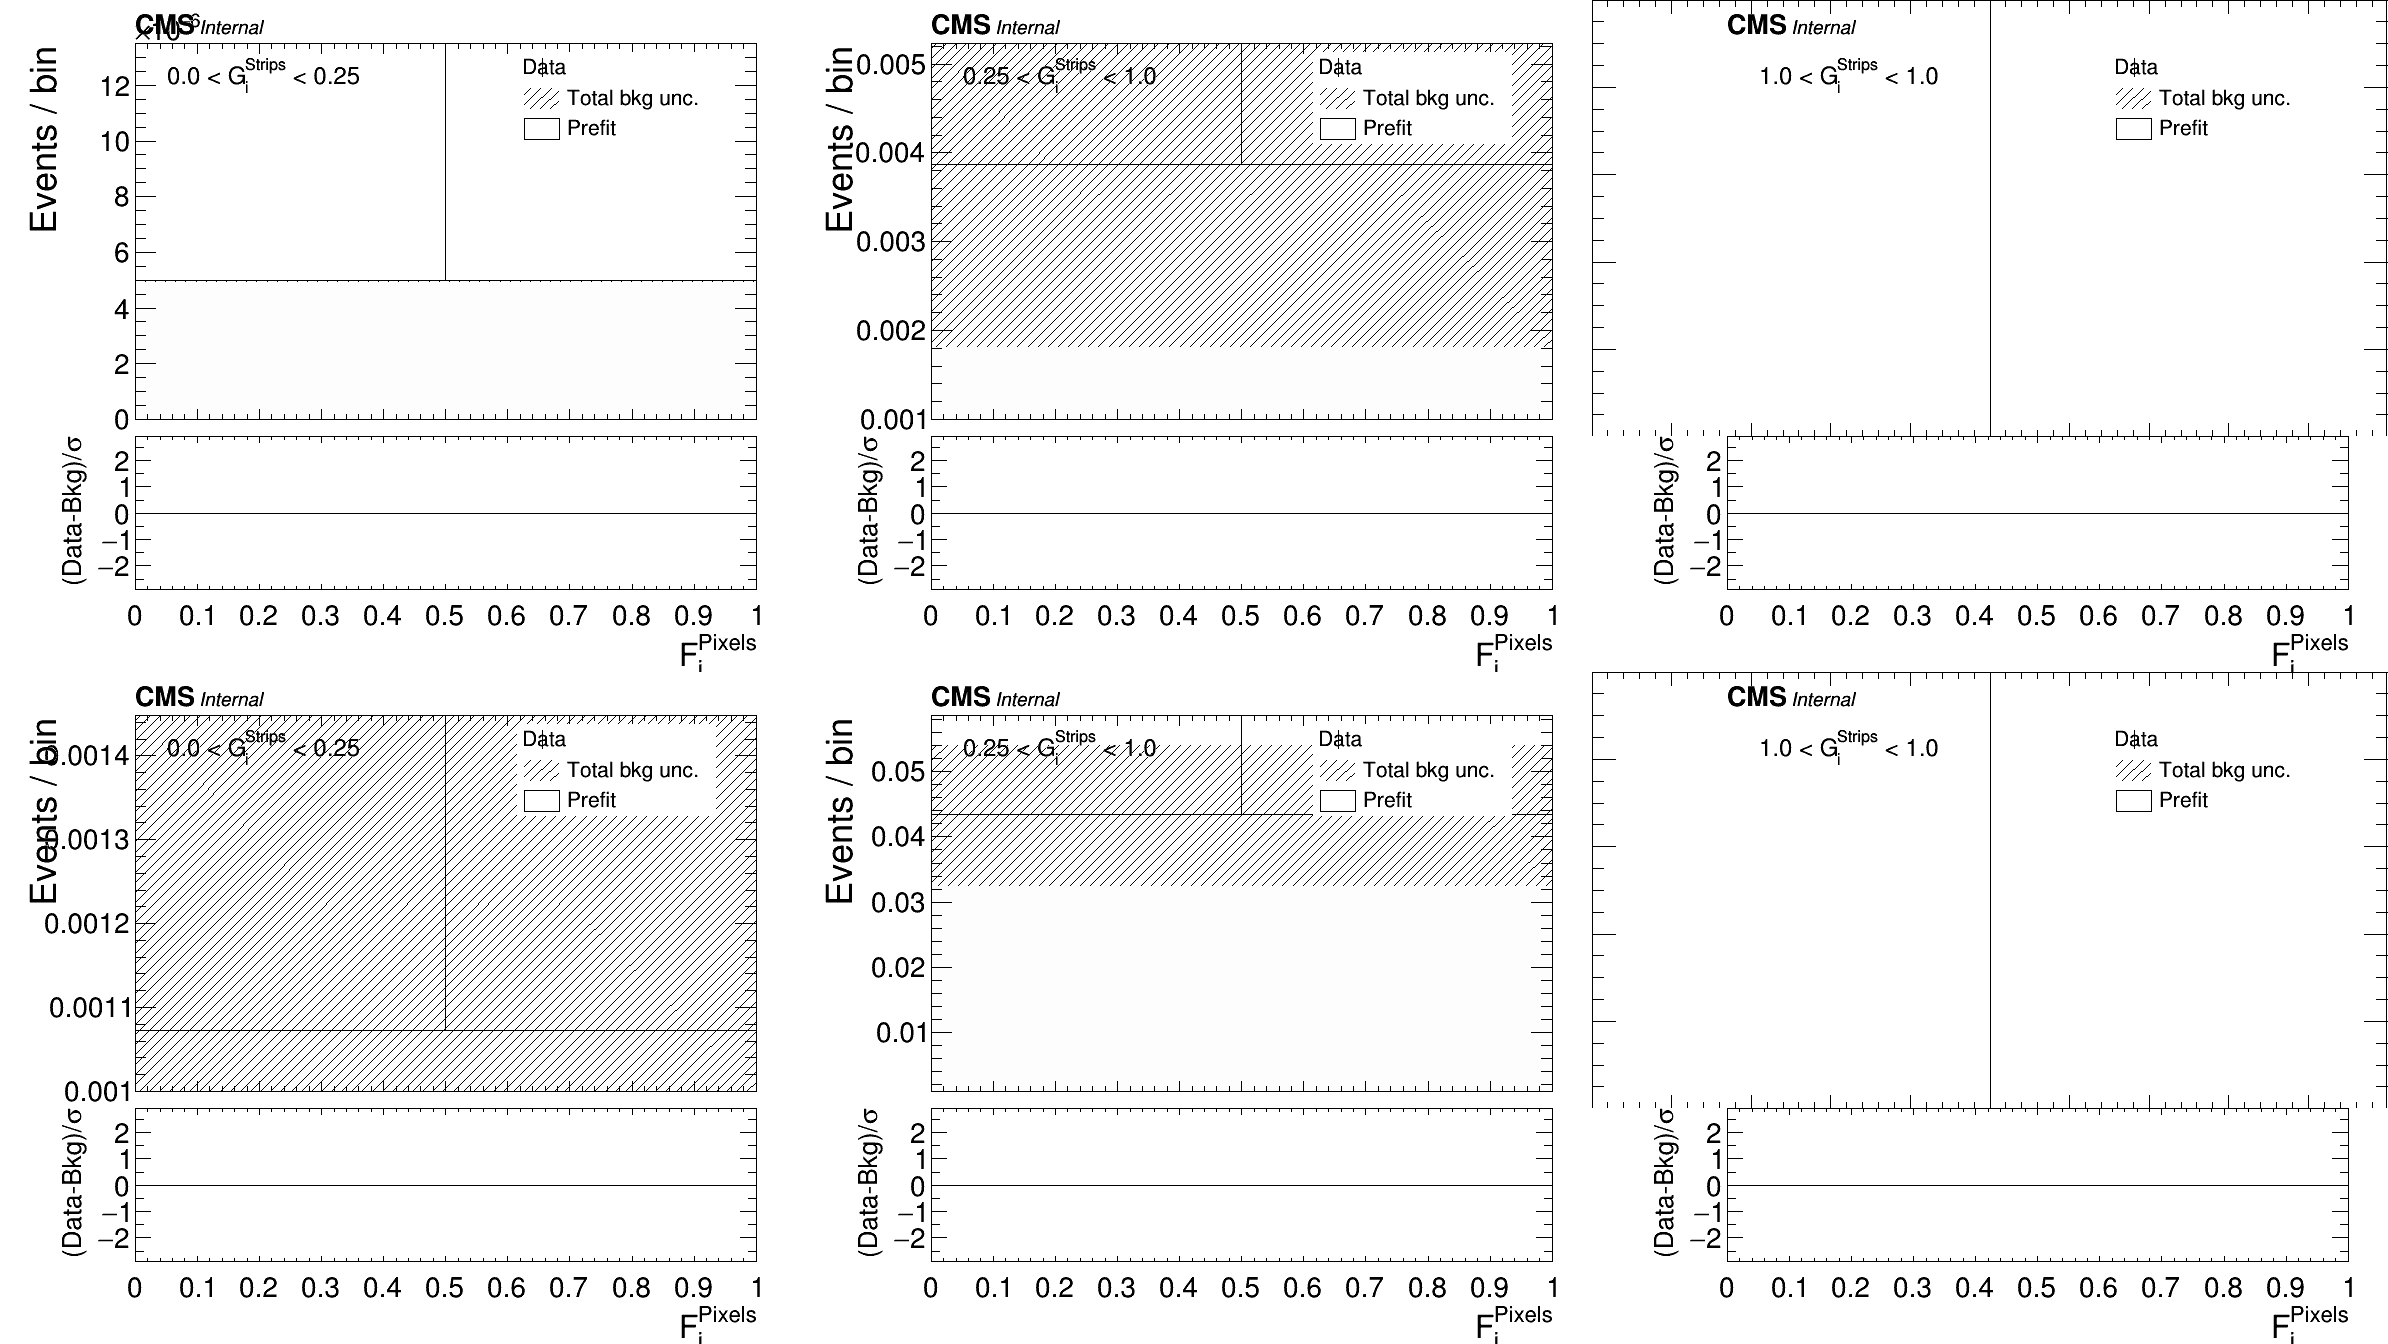 ×10⁻⁶
CMS Internal
Events / bin
0.0 < G_i^Strips < 0.25
Data
Total bkg unc.
Prefit
12
10
8
6
4
2
0
(Data-Bkg)/σ
2
1
0
−1
−2
0 0.1 0.2 0.3 0.4 0.5 0.6 0.7 0.8 0.9 1
F_i^Pixels
CMS Internal
Events / bin
0.25 < G_i^Strips < 1.0
Data
Total bkg unc.
Prefit
0.005
0.004
0.003
0.002
0.001
(Data-Bkg)/σ
2
1
0
−1
−2
0 0.1 0.2 0.3 0.4 0.5 0.6 0.7 0.8 0.9 1
F_i^Pixels
CMS Internal
1.0 < G_i^Strips < 1.0
Data
Total bkg unc.
Prefit
(Data-Bkg)/σ
2
1
0
−1
−2
0 0.1 0.2 0.3 0.4 0.5 0.6 0.7 0.8 0.9 1
F_i^Pixels
CMS Internal
Events / bin
0.0 < G_i^Strips < 0.25
Data
Total bkg unc.
Prefit
0.0014
0.0013
0.0012
0.0011
0.001
(Data-Bkg)/σ
2
1
0
−1
−2
0 0.1 0.2 0.3 0.4 0.5 0.6 0.7 0.8 0.9 1
F_i^Pixels
CMS Internal
Events / bin
0.25 < G_i^Strips < 1.0
Data
Total bkg unc.
Prefit
0.05
0.04
0.03
0.02
0.01
(Data-Bkg)/σ
2
1
0
−1
−2
0 0.1 0.2 0.3 0.4 0.5 0.6 0.7 0.8 0.9 1
F_i^Pixels
CMS Internal
1.0 < G_i^Strips < 1.0
Data
Total bkg unc.
Prefit
(Data-Bkg)/σ
2
1
0
−1
−2
0 0.1 0.2 0.3 0.4 0.5 0.6 0.7 0.8 0.9 1
F_i^Pixels